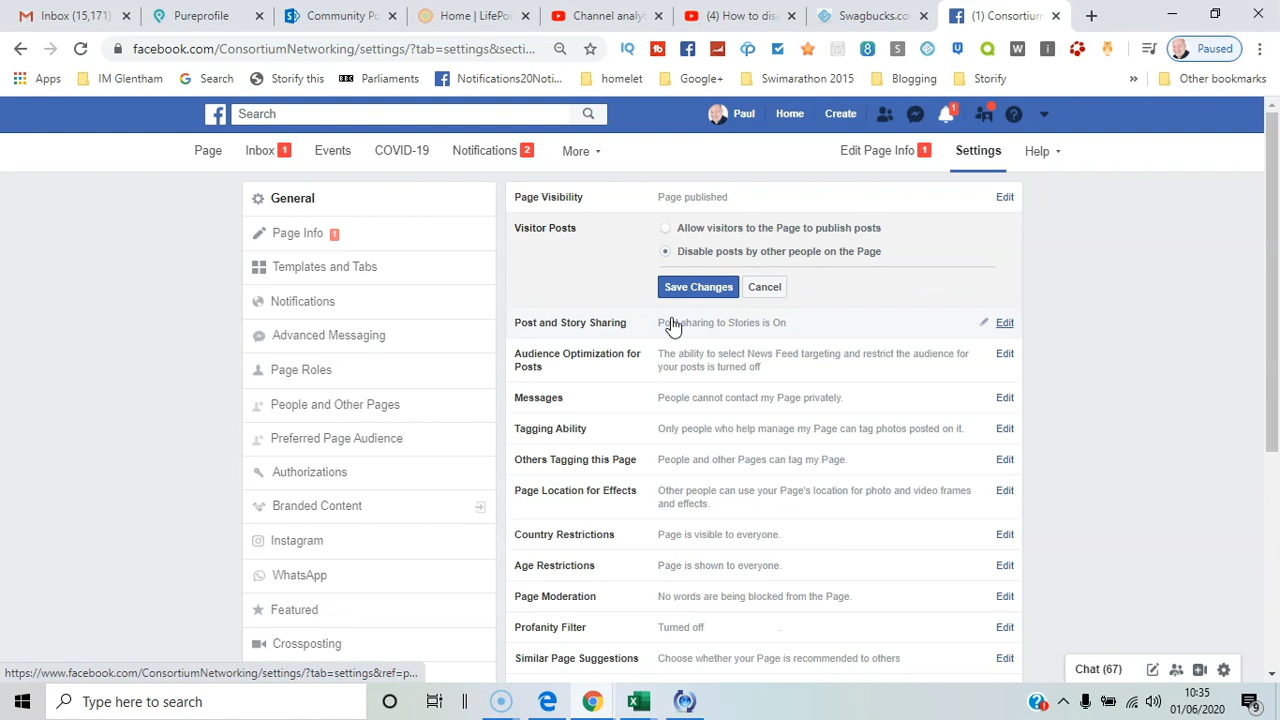 Inbox (15,171)
Pureprofile
Community Po
Home | LifePo
Channel analyt
(4) How to disa
Swagbucks.co
(1) Consortium
facebook.com/ConsortiumNetworking/settings/?tab=settings&secti...
Paused
Apps
IM Glentham
Search
Storify this
Parliaments
Notifications20Noti...
homelet
Google+
Swimarathon 2015
Blogging
Storify
»
Other bookmarks
Search
Paul
Home
Create
1
Page
Inbox 1
Events
COVID-19
Notifications 2
More
Edit Page Info 1
Settings
Help
General
Page Info 1
Templates and Tabs
Notifications
Advanced Messaging
Page Roles
People and Other Pages
Preferred Page Audience
Authorizations
Branded Content
Instagram
WhatsApp
Featured
Crossposting
Page Visibility
Page published
Edit
Visitor Posts
Allow visitors to the Page to publish posts
Disable posts by other people on the Page
Save Changes
Cancel
Post and Story Sharing
Post sharing to Stories is On
Edit
Audience Optimization for
Posts
The ability to select News Feed targeting and restrict the audience for
your posts is turned off
Edit
Messages
People cannot contact my Page privately.
Edit
Tagging Ability
Only people who help manage my Page can tag photos posted on it.
Edit
Others Tagging this Page
People and other Pages can tag my Page.
Edit
Page Location for Effects
Other people can use your Page's location for photo and video frames
and effects.
Edit
Country Restrictions
Page is visible to everyone.
Edit
Age Restrictions
Page is shown to everyone.
Edit
Page Moderation
No words are being blocked from the Page.
Edit
Profanity Filter
Turned off
Edit
Similar Page Suggestions
Choose whether your Page is recommended to others
Edit
https://www.facebook.com/ConsortiumNetworking/settings/?tab=settings&ref=p...
Chat (67)
Type here to search
10:35
01/06/2020
9